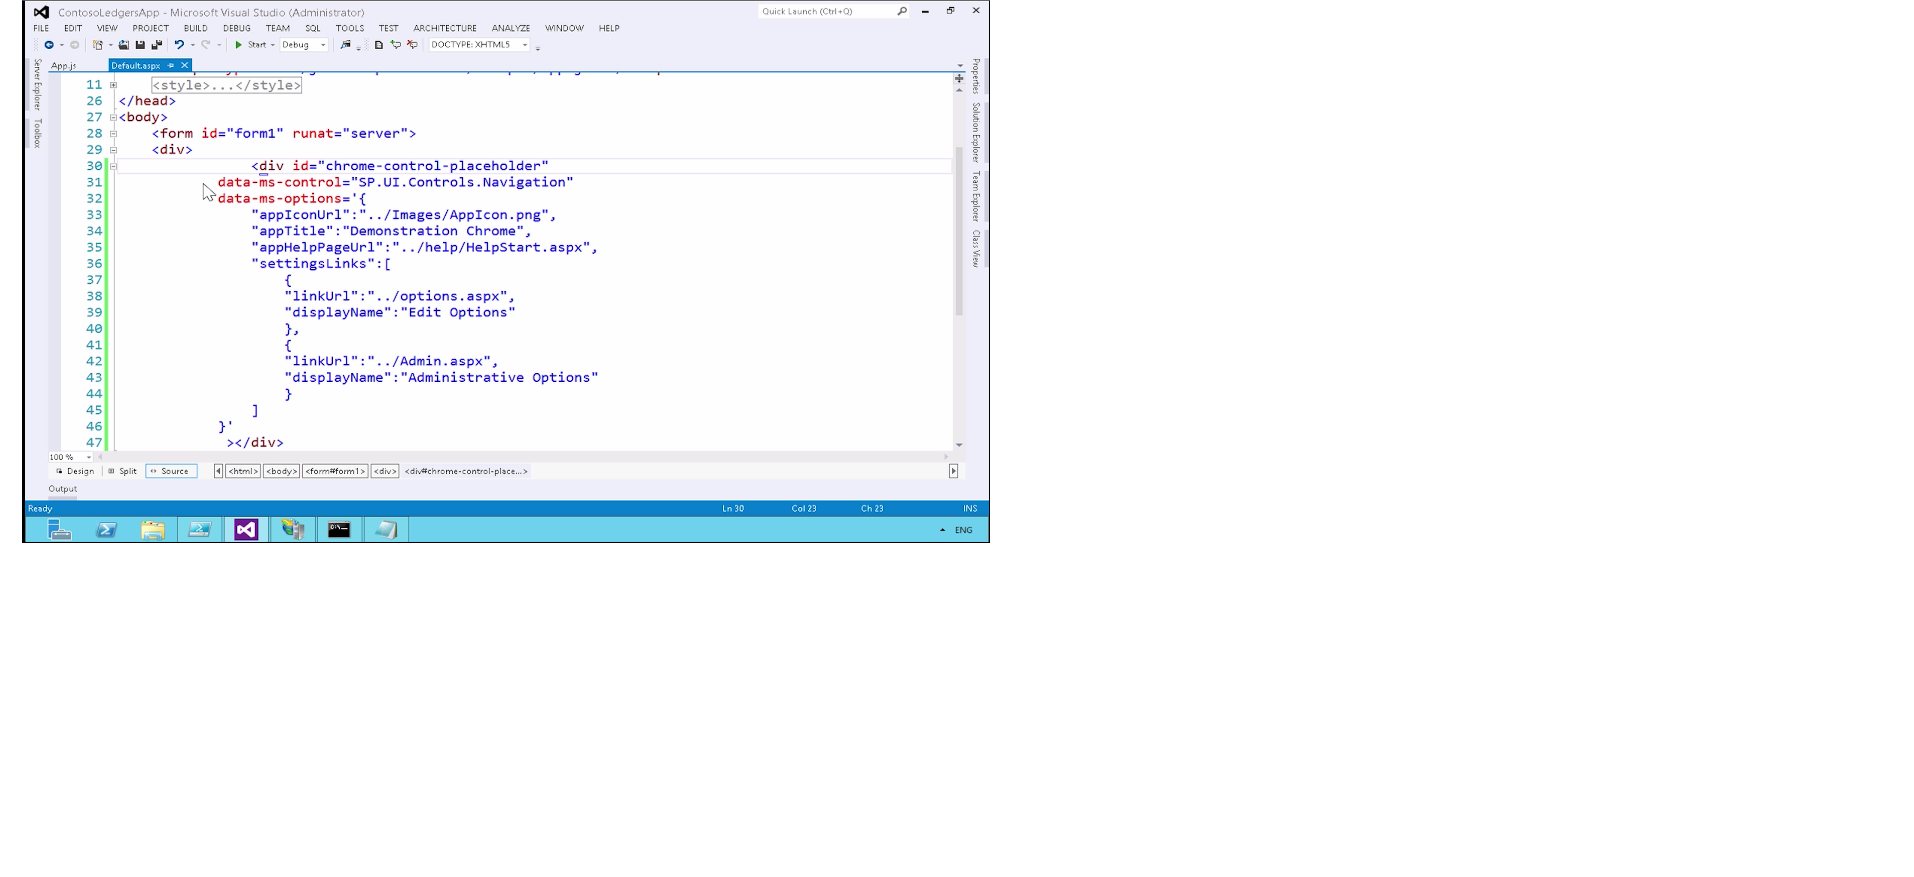 ContosoLedgersApp - Microsoft Visual Studio (Administrator)
Quick Launch (Ctrl+Q)
FILE EDIT VIEW PROJECT BUILD DEBUG TEAM SQL TOOLS TEST ARCHITECTURE ANALYZE WINDOW HELP
Start Debug DOCTYPE: XHTML5
App.js Default.aspx
Server Explorer
Toolbox
Properties
Solution Explorer
Team Explorer
Class View
11 <style>...</style>
26 </head>
27 <body>
28 <form id="form1" runat="server">
29 <div>
30 <div id="chrome-control-placeholder"
31 data-ms-control="SP.UI.Controls.Navigation"
32 data-ms-options='{
33 "appIconUrl":"../Images/AppIcon.png",
34 "appTitle":"Demonstration Chrome",
35 "appHelpPageUrl":"../help/HelpStart.aspx",
36 "settingsLinks":[
37 {
38 "linkUrl":"../options.aspx",
39 "displayName":"Edit Options"
40 },
41 {
42 "linkUrl":"../Admin.aspx",
43 "displayName":"Administrative Options"
44 }
45 ]
46 }'
47 ></div>
100 %
Design Split Source <html> <body> <form#form1> <div> <div#chrome-control-place...>
Output
Ready Ln 30 Col 23 Ch 23 INS
ENG